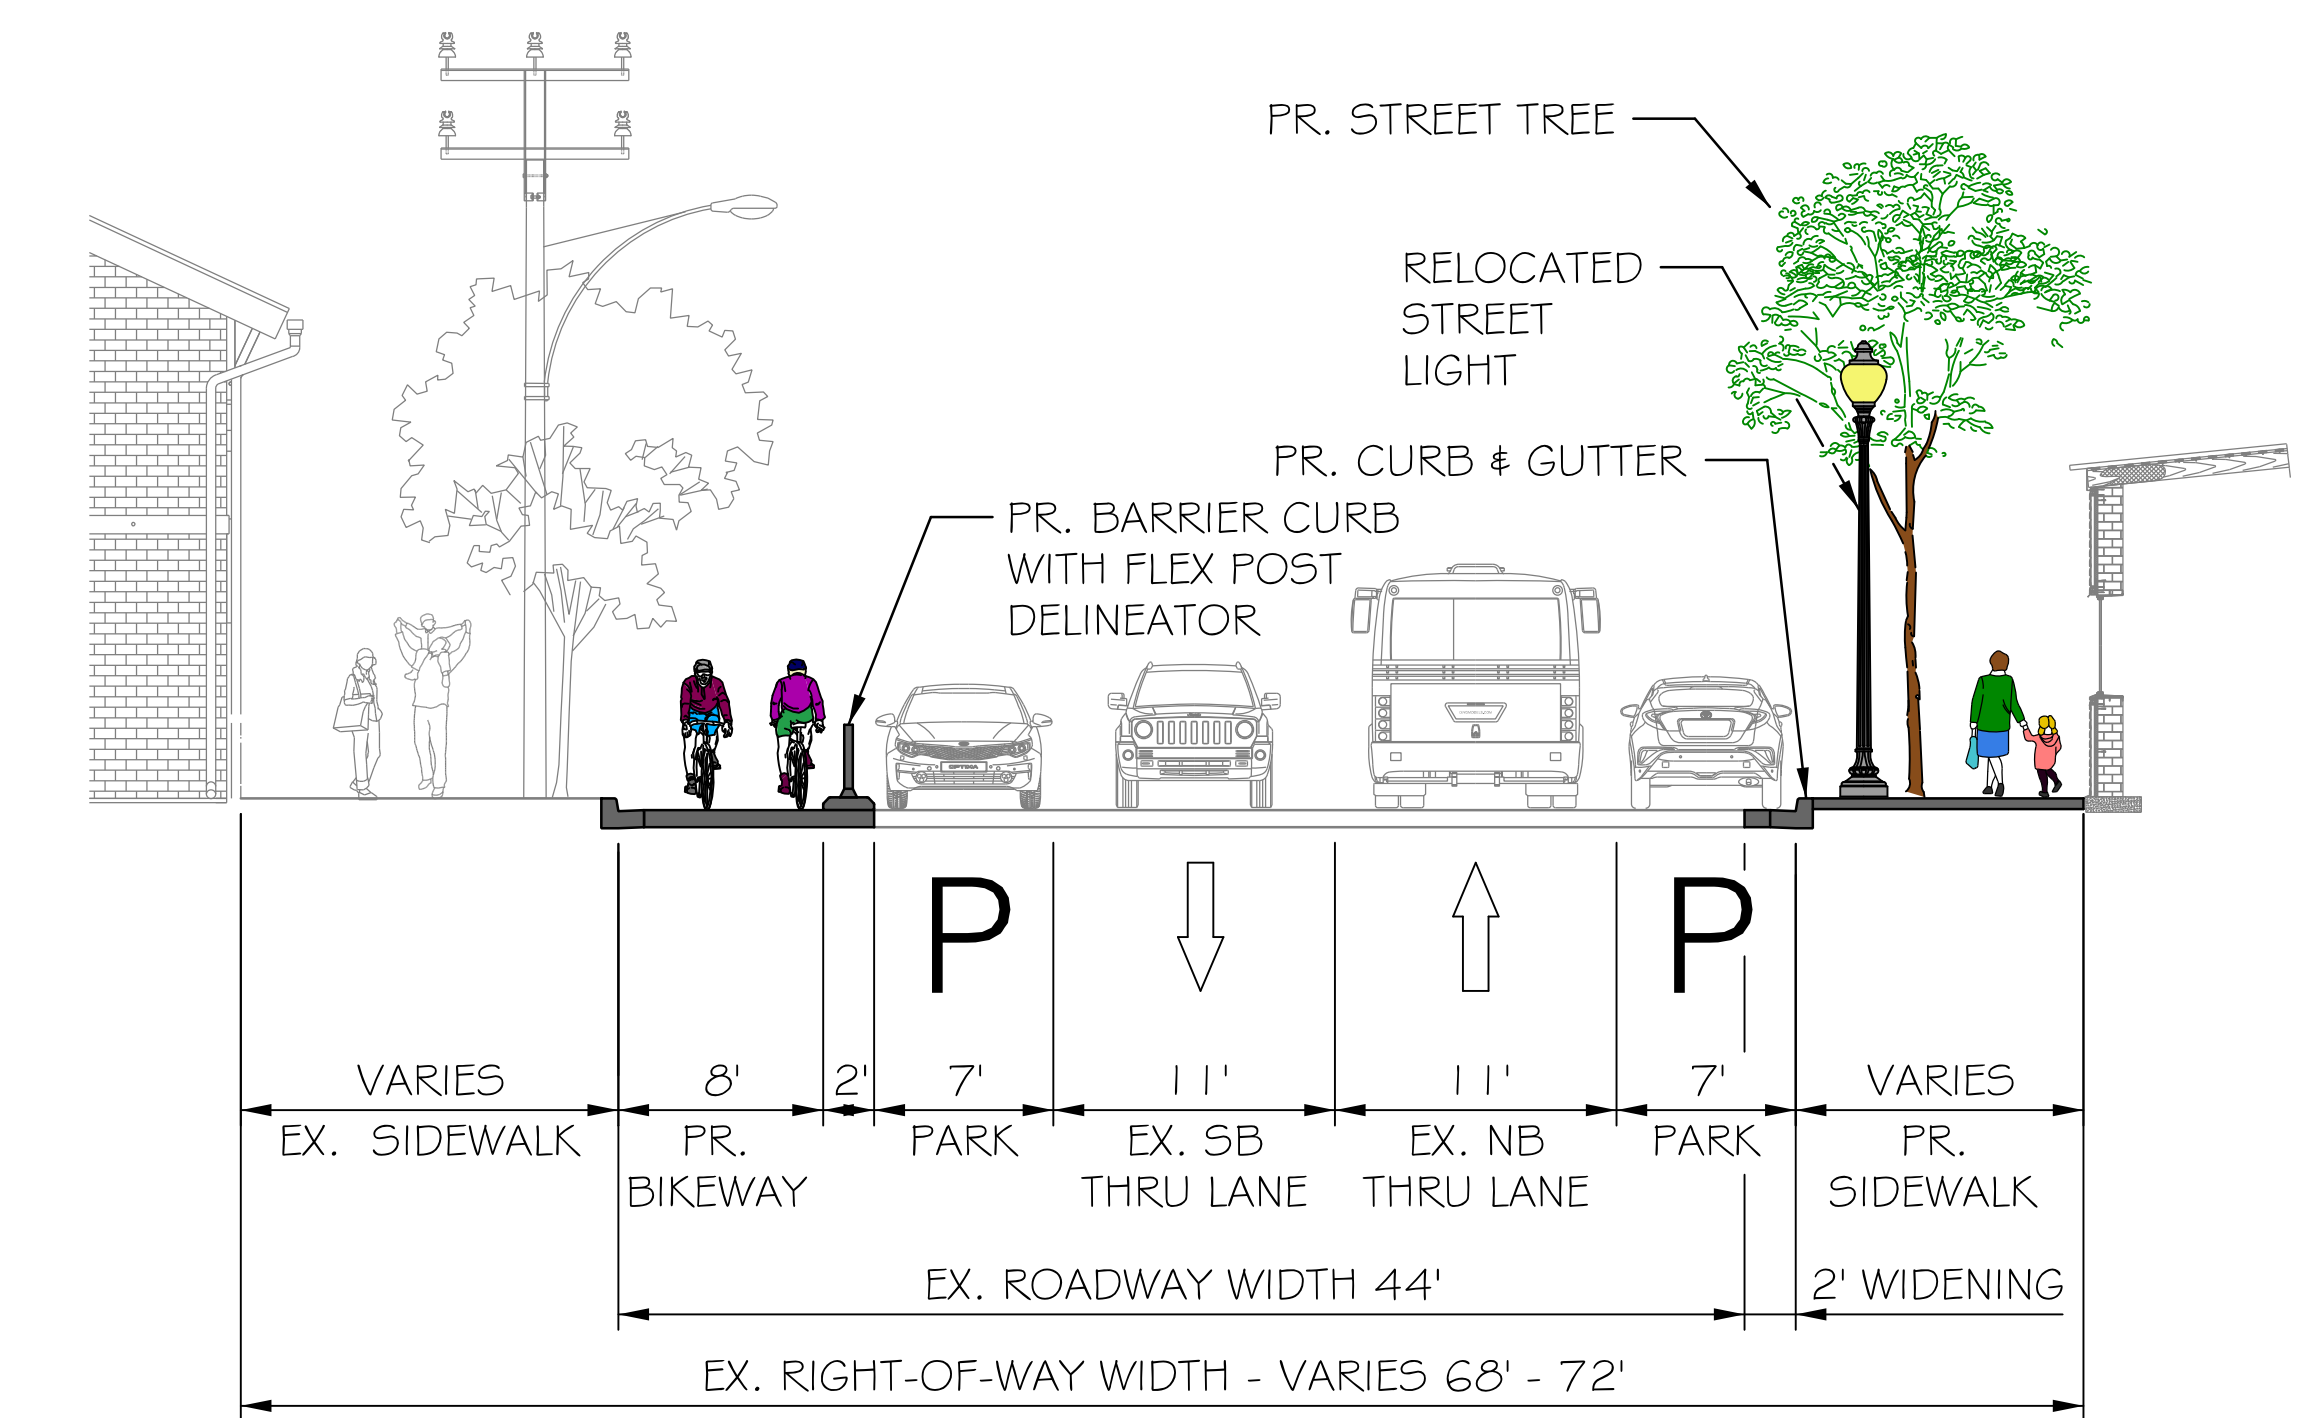 PR. STREET TREE
RELOCATED
STREET
LIGHT
PR. CURB & GUTTER
PR. BARRIER CURB
WITH FLEX POST
DELINEATOR
OPTIMA
P P
VARIES 8' 2' 7' 11' 11' 7' VARIES
EX. SIDEWALK PR. PARK EX. SB EX. NB PARK PR.
BIKEWAY THRU LANE THRU LANE SIDEWALK
EX. ROADWAY WIDTH 44' 2' WIDENING
EX. RIGHT-OF-WAY WIDTH - VARIES 68' - 72'